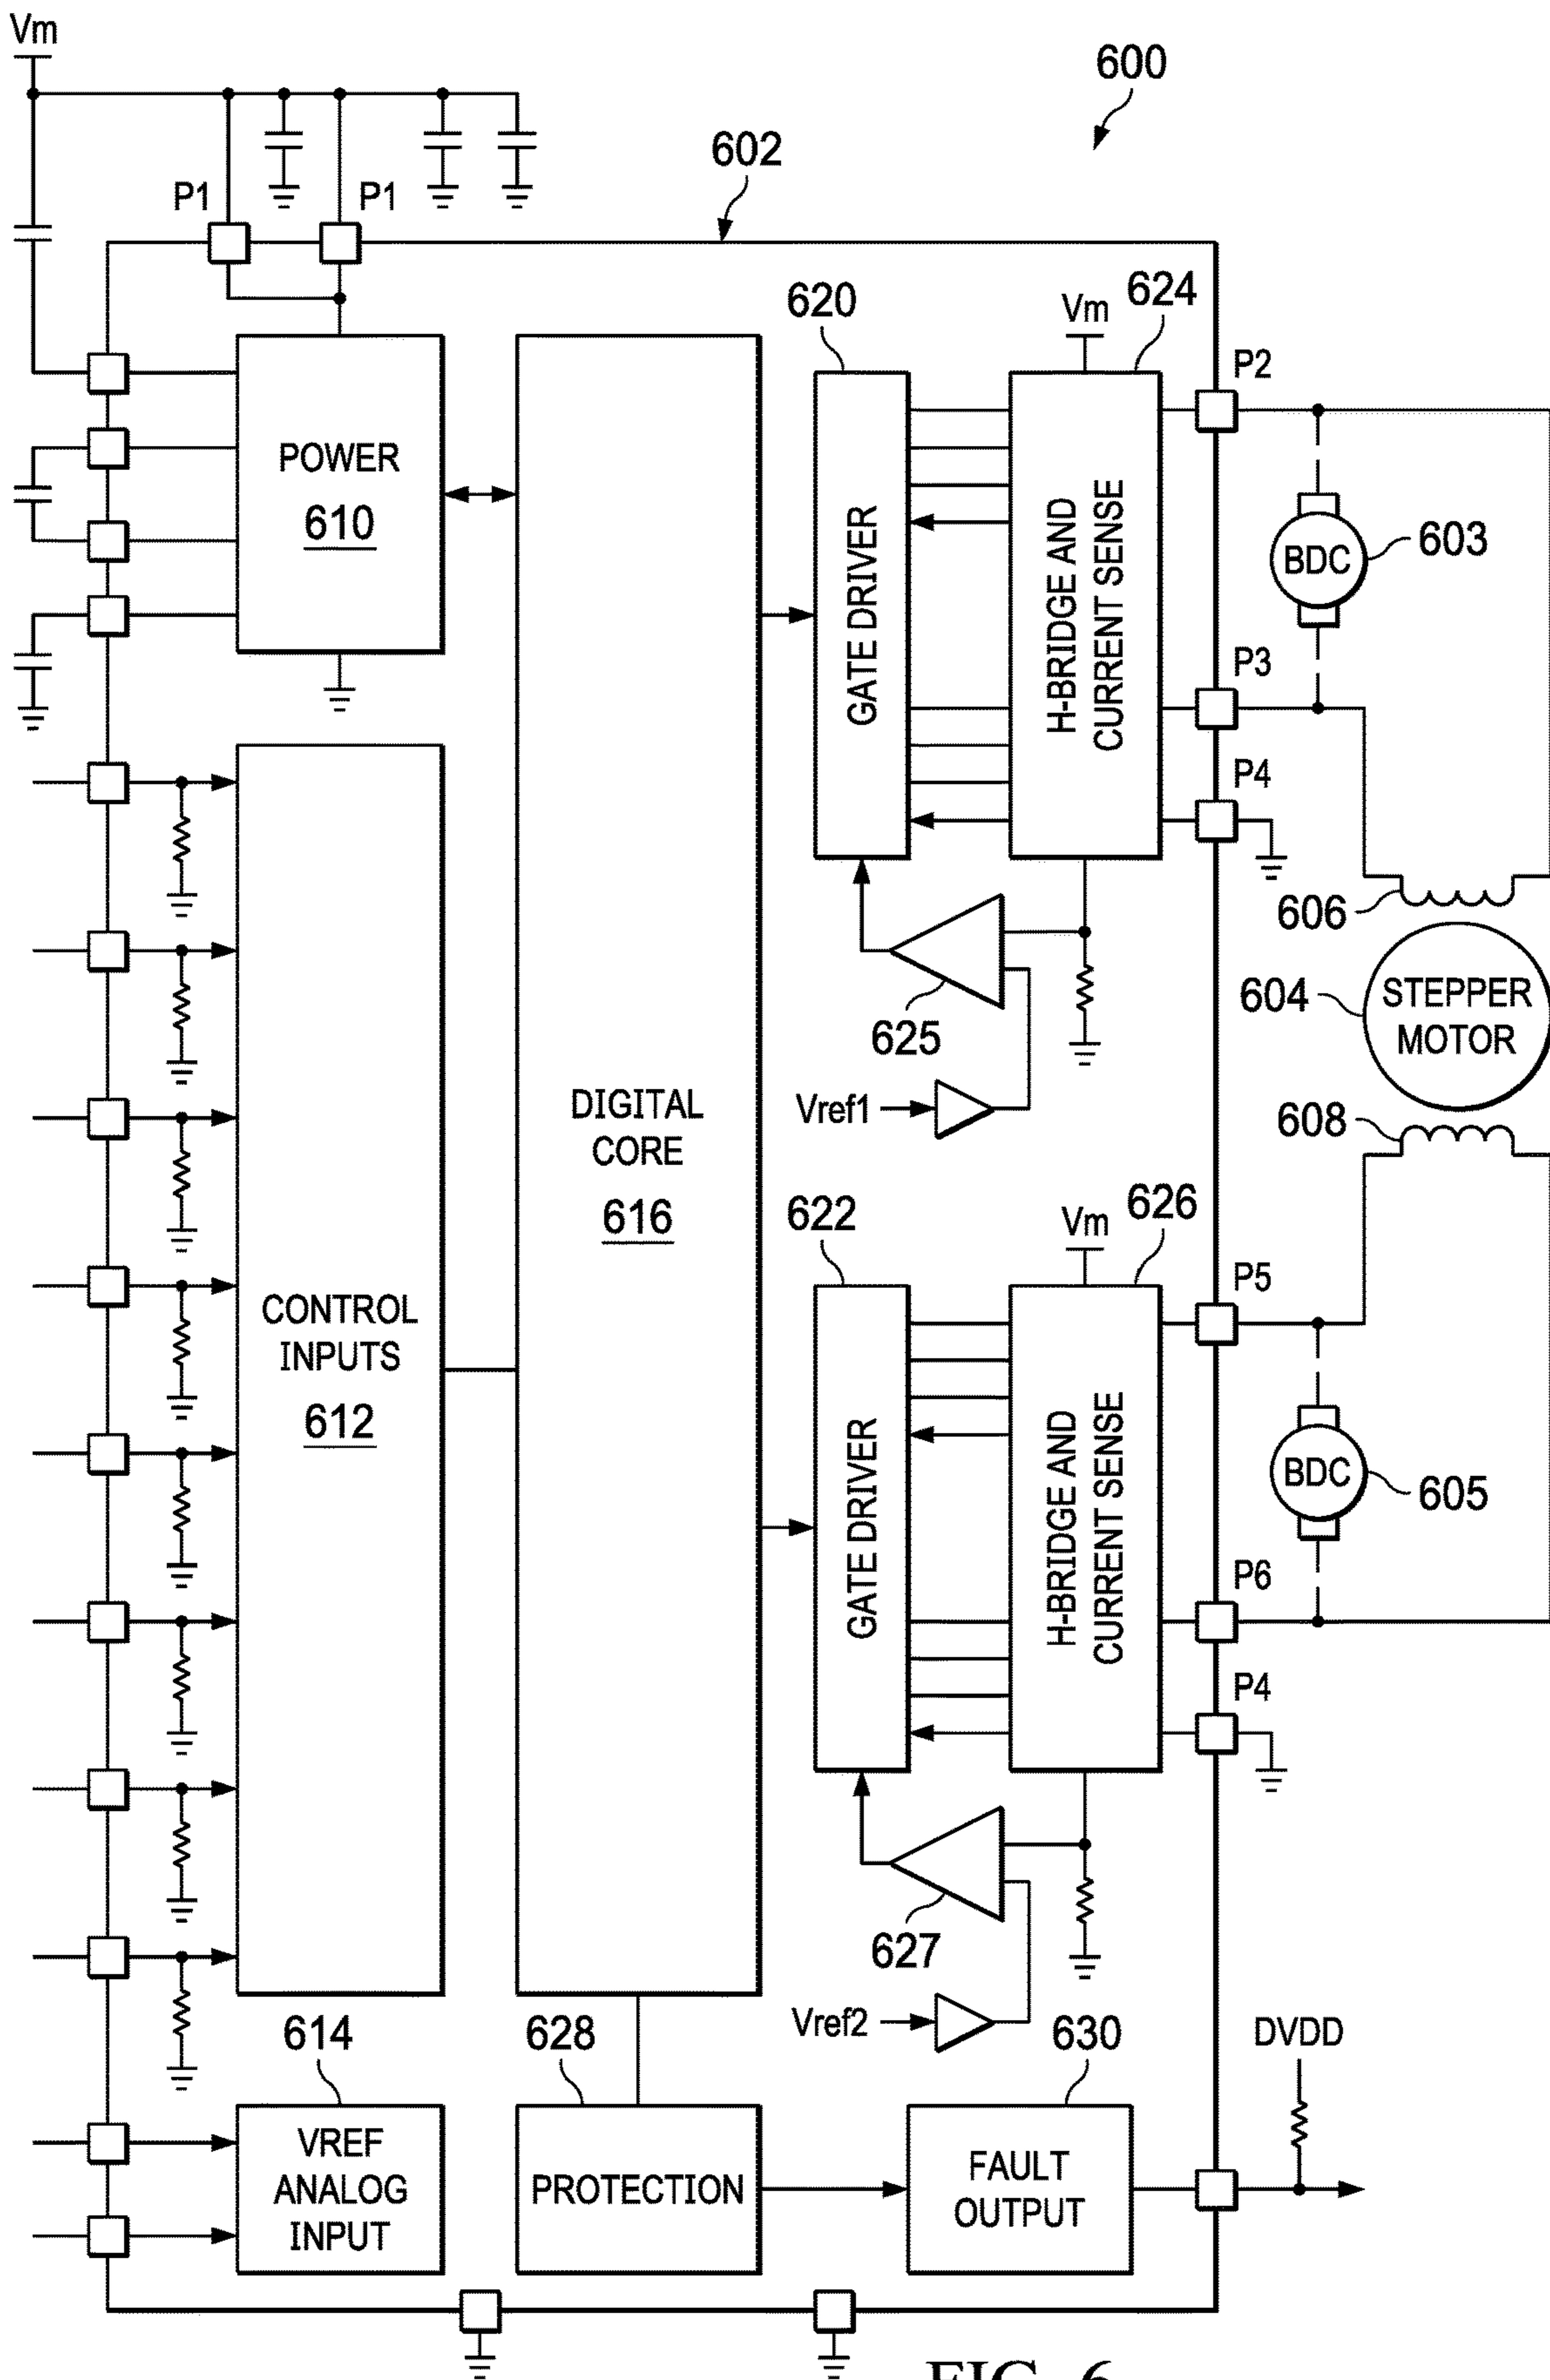 Vm
600
602
P1
P1
620
Vm
624
P2
POWER
610
GATE DRIVER
H-BRIDGE AND
CURRENT SENSE
BDC
603
P3
P4
606
604
STEPPER
MOTOR
625
Vref1
608
DIGITAL
CORE
616
622
Vm
626
P5
CONTROL
INPUTS
612
GATE DRIVER
H-BRIDGE AND
CURRENT SENSE
BDC
605
P6
P4
627
Vref2
614
628
630
DVDD
VREF
ANALOG
INPUT
PROTECTION
FAULT
OUTPUT
FIG. 6